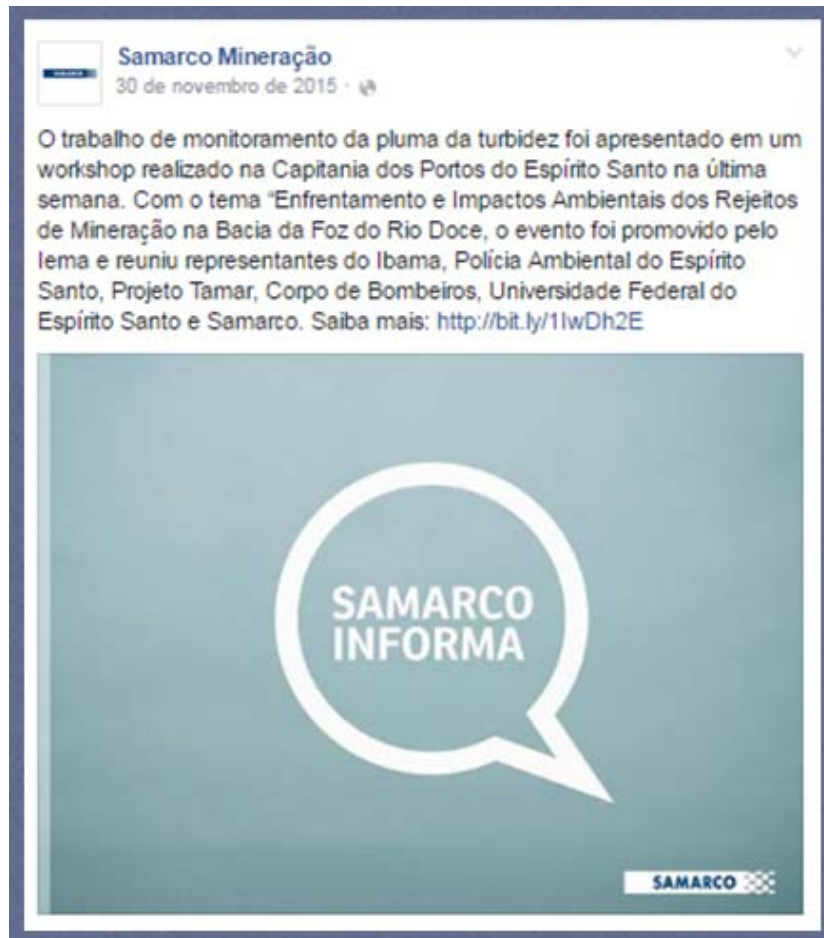 SAMARCO
Samarco Mineração
30 de novembro de 2015 ·
O trabalho de monitoramento da pluma da turbidez foi apresentado em um
workshop realizado na Capitania dos Portos do Espírito Santo na última
semana. Com o tema “Enfrentamento e Impactos Ambientais dos Rejeitos
de Mineração na Bacia da Foz do Rio Doce, o evento foi promovido pelo
Iema e reuniu representantes do Ibama, Polícia Ambiental do Espírito
Santo, Projeto Tamar, Corpo de Bombeiros, Universidade Federal do
Espírito Santo e Samarco. Saiba mais: http://bit.ly/1IwDh2E
SAMARCO
INFORMA
SAMARCO